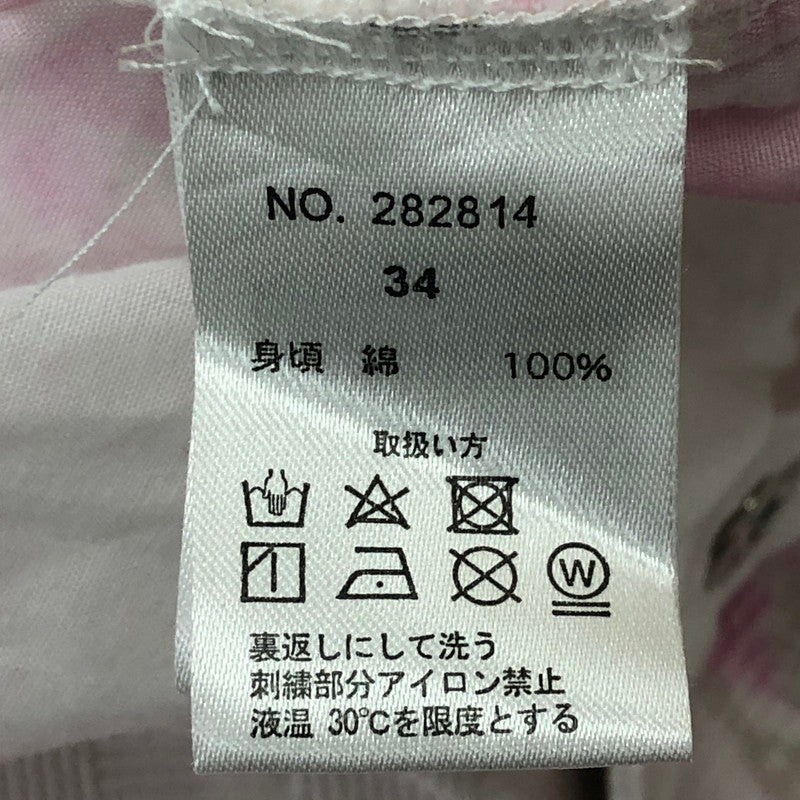 NO. 282814
34
身頃 綿 100%
取扱い方
W
裏返しにして洗う
刺繍部分アイロン禁止
液温 30℃を限度とする